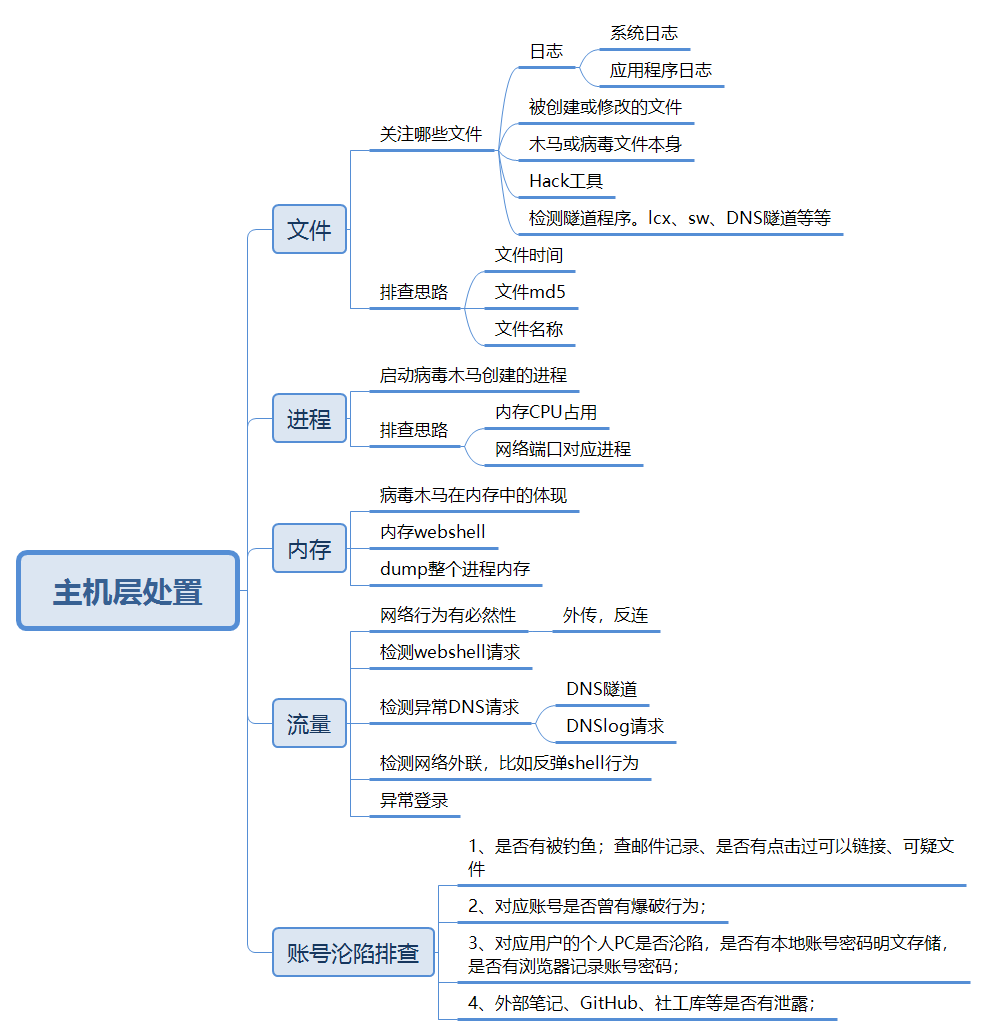 主机层处置
文件
关注哪些文件
日志
系统日志
应用程序日志
被创建或修改的文件
木马或病毒文件本身
Hack工具
检测隧道程序。lcx、sw、DNS隧道等等
排查思路
文件时间
文件md5
文件名称
进程
启动病毒木马创建的进程
排查思路
内存CPU占用
网络端口对应进程
内存
病毒木马在内存中的体现
内存webshell
dump整个进程内存
流量
网络行为有必然性
外传，反连
检测webshell请求
检测异常DNS请求
DNS隧道
DNSlog请求
检测网络外联，比如反弹shell行为
异常登录
账号沦陷排查
1、是否有被钓鱼；查邮件记录、是否有点击过可以链接、可疑文
件
2、对应账号是否曾有爆破行为；
3、对应用户的个人PC是否沦陷，是否有本地账号密码明文存储，
是否有浏览器记录账号密码；
4、外部笔记、GitHub、社工库等是否有泄露；